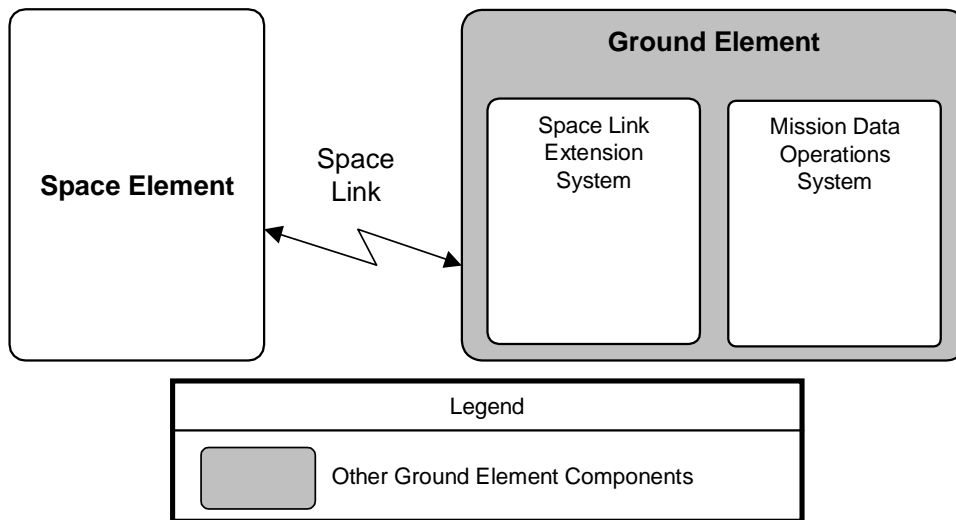 Ground Element
Space Element
Space
Link
Space Link
Extension
System
Mission Data
Operations
System
Legend
Other Ground Element Components